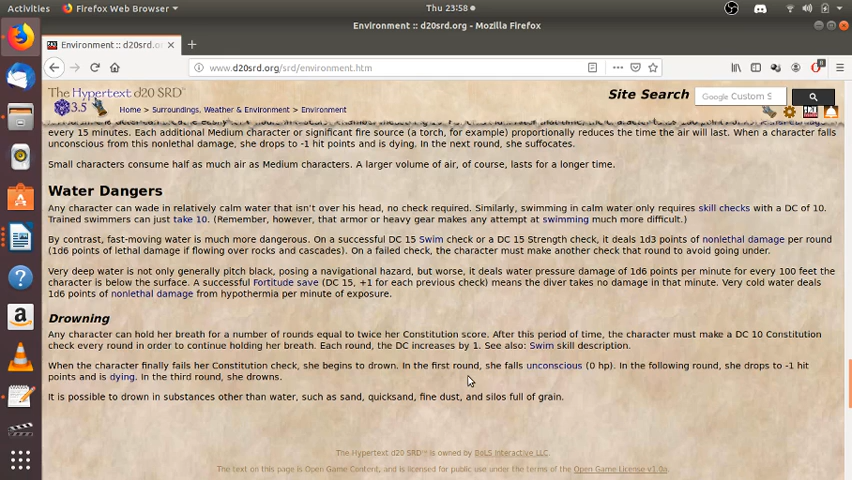 Activities Firefox Web Browser Thu 23:58
Environment :: d20srd.org - Mozilla Firefox
Environment :: d20srd.or
www.d20srd.org/srd/environment.htm
The Hypertext d20 SRD™
3.5 Home > Surroundings, Weather & Environment > Environment
Site Search Google Custom S
every 15 minutes. Each additional Medium character or significant fire source (a torch, for example) proportionally reduces the time the air will last. When a character falls
unconscious from this nonlethal damage, she drops to -1 hit points and is dying. In the next round, she suffocates.
Small characters consume half as much air as Medium characters. A larger volume of air, of course, lasts for a longer time.
Water Dangers
Any character can wade in relatively calm water that isn't over his head, no check required. Similarly, swimming in calm water only requires skill checks with a DC of 10.
Trained swimmers can just take 10. (Remember, however, that armor or heavy gear makes any attempt at swimming much more difficult.)
By contrast, fast-moving water is much more dangerous. On a successful DC 15 Swim check or a DC 15 Strength check, it deals 1d3 points of nonlethal damage per round
(1d6 points of lethal damage if flowing over rocks and cascades). On a failed check, the character must make another check that round to avoid going under.
Very deep water is not only generally pitch black, posing a navigational hazard, but worse, it deals water pressure damage of 1d6 points per minute for every 100 feet the
character is below the surface. A successful Fortitude save (DC 15, +1 for each previous check) means the diver takes no damage in that minute. Very cold water deals
1d6 points of nonlethal damage from hypothermia per minute of exposure.
Drowning
Any character can hold her breath for a number of rounds equal to twice her Constitution score. After this period of time, the character must make a DC 10 Constitution
check every round in order to continue holding her breath. Each round, the DC increases by 1. See also: Swim skill description.
When the character finally fails her Constitution check, she begins to drown. In the first round, she falls unconscious (0 hp). In the following round, she drops to -1 hit
points and is dying. In the third round, she drowns.
It is possible to drown in substances other than water, such as sand, quicksand, fine dust, and silos full of grain.
The Hypertext d20 SRD™ is owned by BoLS Interactive LLC.
The text on this page is Open Game Content, and is licensed for public use under the terms of the Open Game License v1.0a.